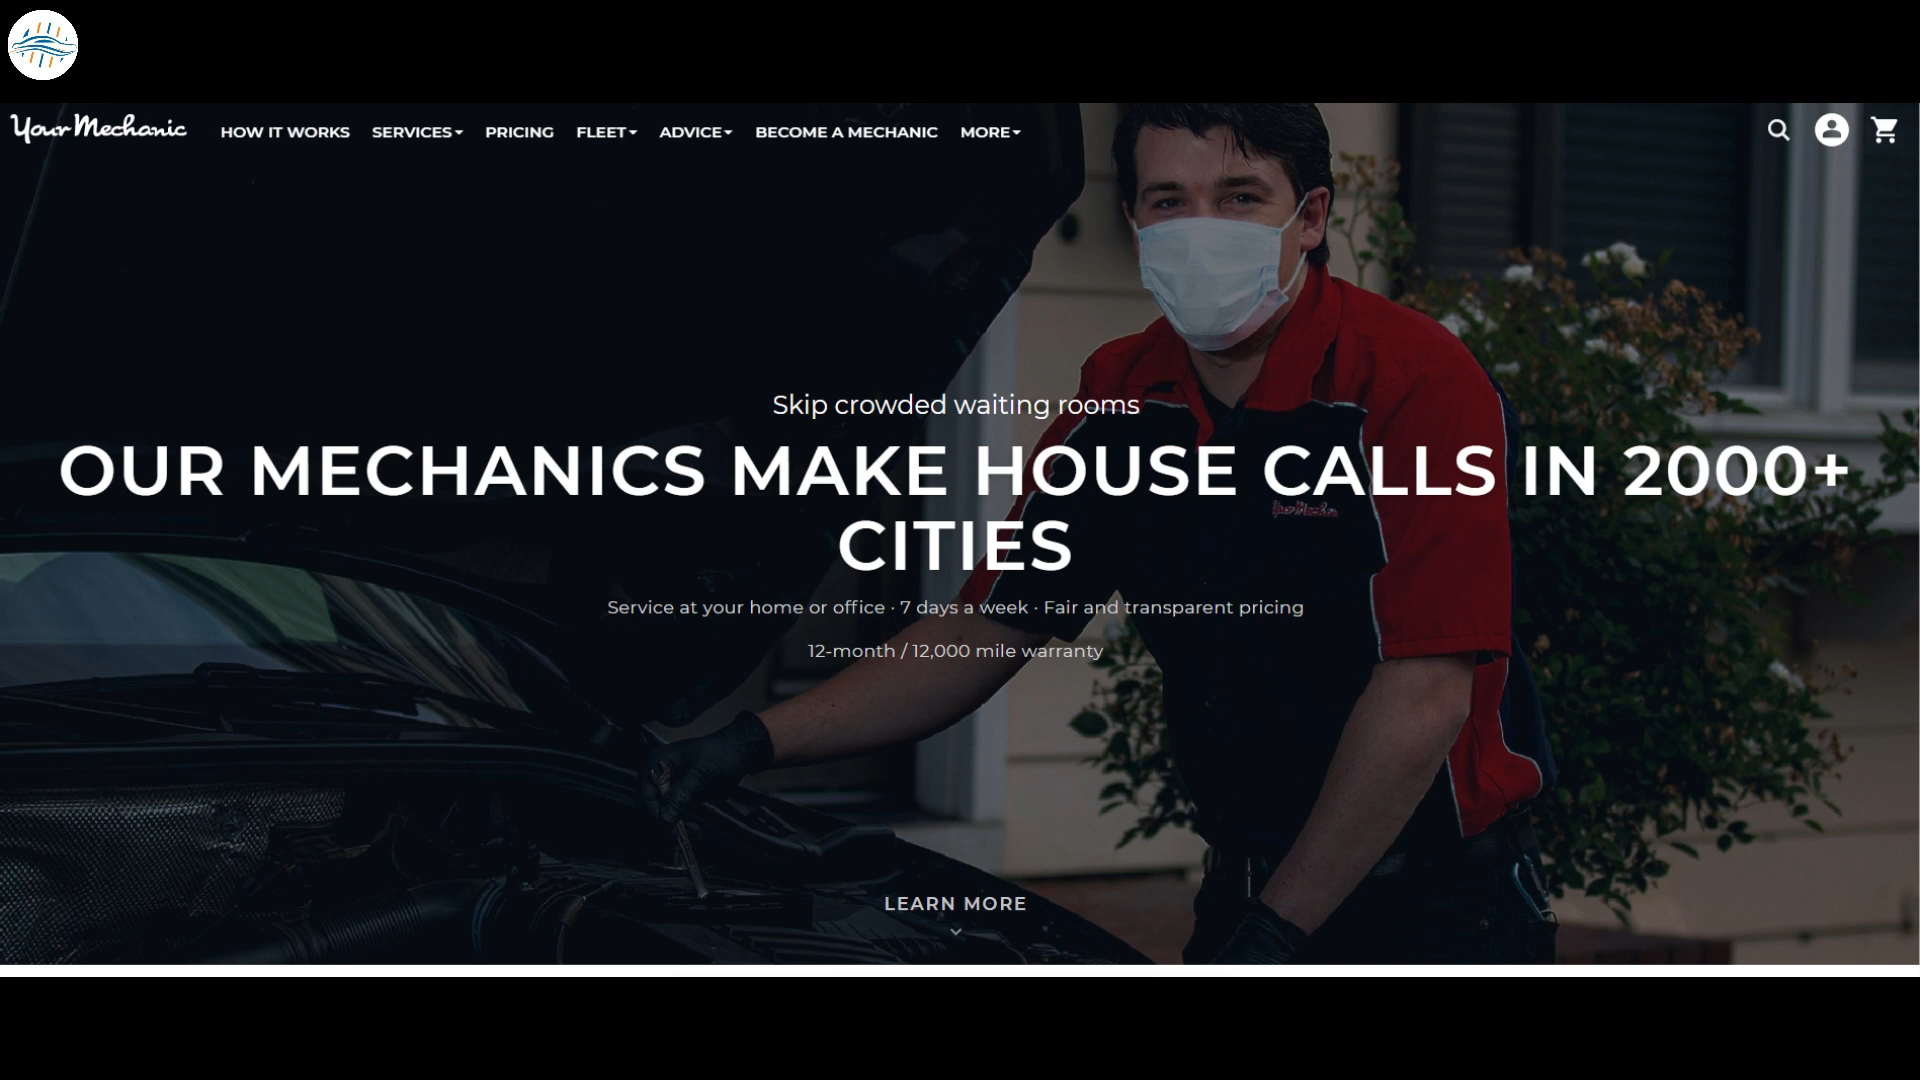 Your Mechanic
HOW IT WORKS SERVICES PRICING FLEET ADVICE BECOME A MECHANIC MORE
Skip crowded waiting rooms
OUR MECHANICS MAKE HOUSE CALLS IN 2000+
CITIES
YourMechanic
Service at your home or office · 7 days a week · Fair and transparent pricing
12-month / 12,000 mile warranty
LEARN MORE